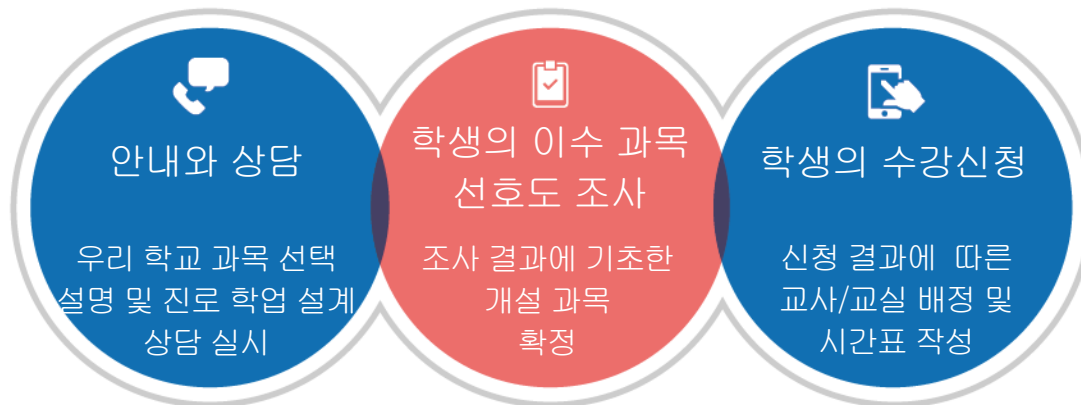 안내와 상담
우리 학교 과목 선택
설명 및 진로 학업 설계
상담 실시
학생의 이수 과목
선호도 조사
조사 결과에 기초한
개설 과목
확정
학생의 수강신청
신청 결과에 따른
교사/교실 배정 및
시간표 작성